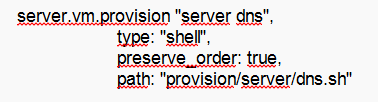 server.vm.provision "server dns",
type: "shell",
preserve_order: true,
path: "provision/server/dns.sh"